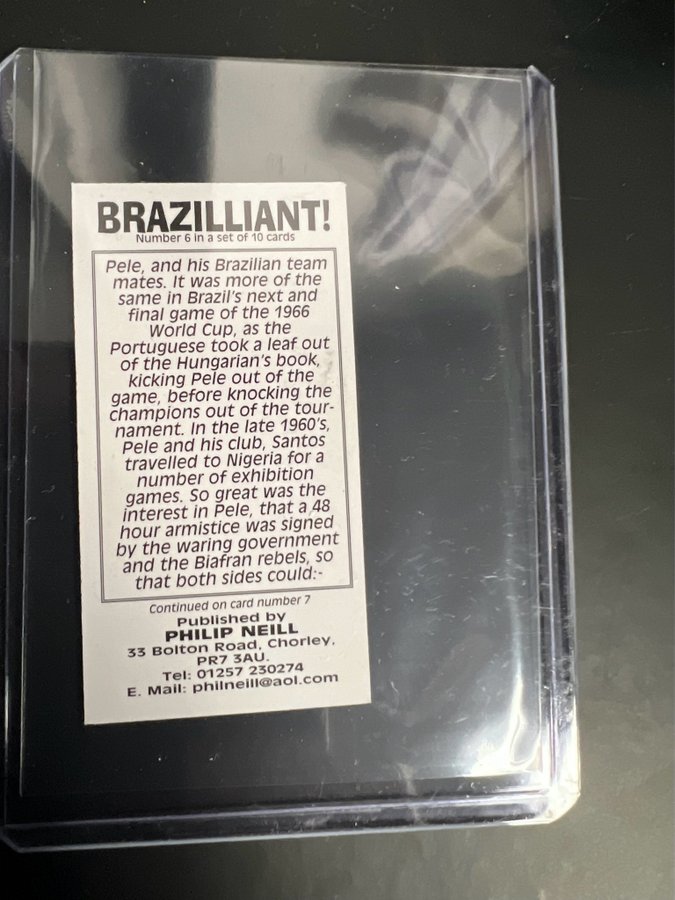 BRAZILLIANT!
Number 6 in a set of 10 cards
Pele, and his Brazilian team
mates. It was more of the
same in Brazil's next and
final game of the 1966
World Cup, as the
Portuguese took a leaf out
of the Hungarian's book,
kicking Pele out of the
game, before knocking the
champions out of the tour-
nament. In the late 1960's,
Pele and his club, Santos
travelled to Nigeria for a
number of exhibition
games. So great was the
interest in Pele, that a 48
hour armistice was signed
by the waring government
and the Biafran rebels, so
that both sides could:-
Continued on card number 7
Published by
PHILIP NEILL
33 Bolton Road, Chorley.
PR7 3AU.
Tel: 01257 230274
E. Mail: philneill@aol.com